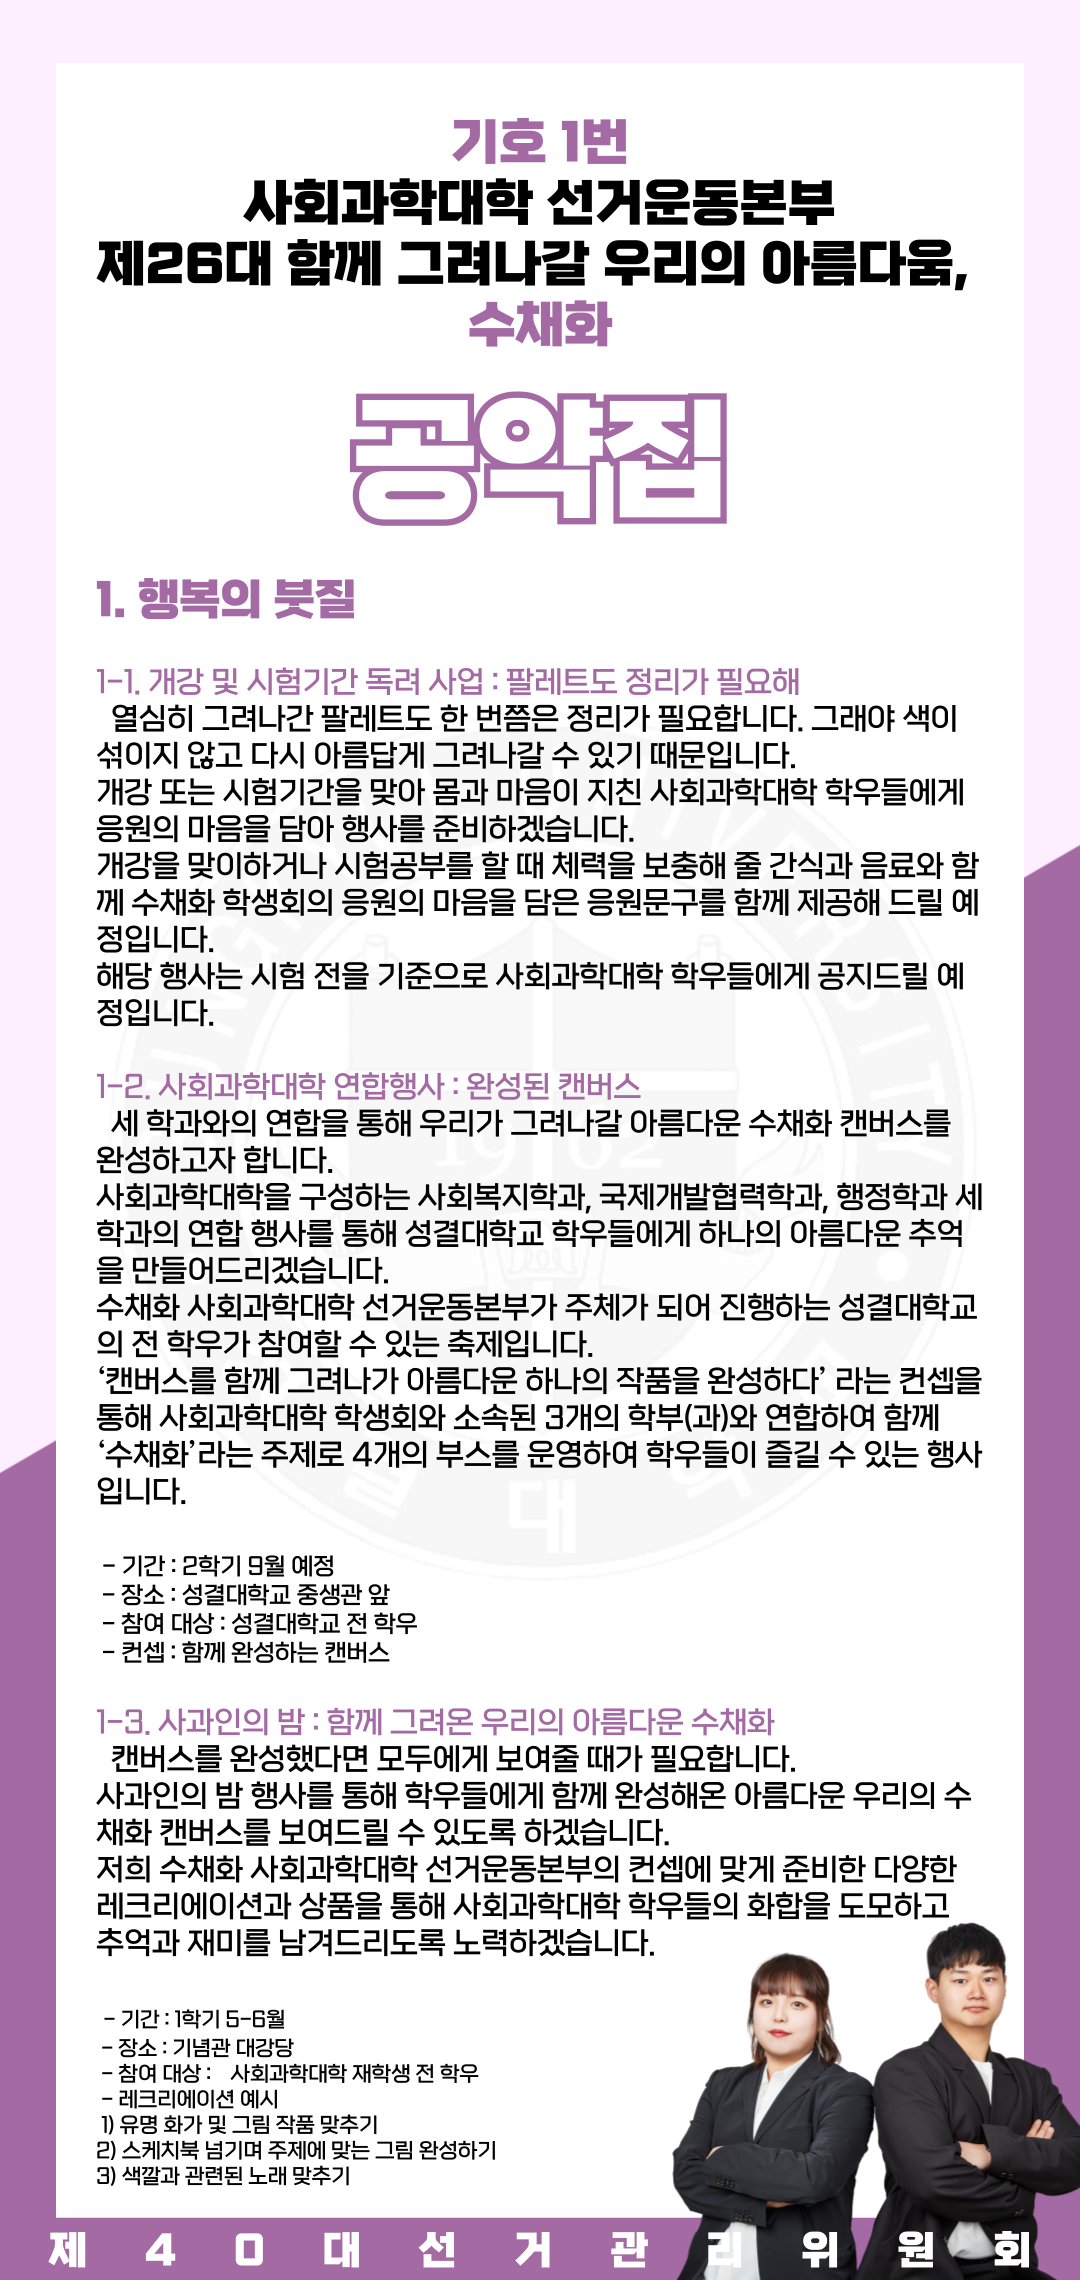 기호 1번
사회과학대학 선거운동본부
제26대 함께 그려나갈 우리의 아름다움,
수채화
공약집
1. 행복의 붓질
1-1. 개강 및 시험기간 독려 사업 : 팔레트도 정리가 필요해
열심히 그려나간 팔레트도 한 번쯤은 정리가 필요합니다. 그래야 색이
섞이지 않고 다시 아름답게 그려나갈 수 있기 때문입니다.
개강 또는 시험기간을 맞아 몸과 마음이 지친 사회과학대학 학우들에게
응원의 마음을 담아 행사를 준비하겠습니다.
개강을 맞이하거나 시험공부를 할 때 체력을 보충해 줄 간식과 음료와 함
께 수채화 학생회의 응원의 마음을 담은 응원문구를 함께 제공해 드릴 예
정입니다.
해당 행사는 시험 전을 기준으로 사회과학대학 학우들에게 공지드릴 예
정입니다.
1-2. 사회과학대학 연합행사 : 완성된 캔버스
세 학과와의 연합을 통해 우리가 그려나갈 아름다운 수채화 캔버스를
완성하고자 합니다.
사회과학대학을 구성하는 사회복지학과, 국제개발협력학과, 행정학과 세
학과의 연합 행사를 통해 성결대학교 학우들에게 하나의 아름다운 추억
을 만들어드리겠습니다.
수채화 사회과학대학 선거운동본부가 주체가 되어 진행하는 성결대학교
의 전 학우가 참여할 수 있는 축제입니다.
‘캔버스를 함께 그려나가 아름다운 하나의 작품을 완성하다’ 라는 컨셉을
통해 사회과학대학 학생회와 소속된 3개의 학부(과)와 연합하여 함께
‘수채화’라는 주제로 4개의 부스를 운영하여 학우들이 즐길 수 있는 행사
입니다.
- 기간 : 2학기 9월 예정
- 장소 : 성결대학교 중생관 앞
- 참여 대상 : 성결대학교 전 학우
- 컨셉 : 함께 완성하는 캔버스
1-3. 사과인의 밤 : 함께 그려온 우리의 아름다운 수채화
캔버스를 완성했다면 모두에게 보여줄 때가 필요합니다.
사과인의 밤 행사를 통해 학우들에게 함께 완성해온 아름다운 우리의 수
채화 캔버스를 보여드릴 수 있도록 하겠습니다.
저희 수채화 사회과학대학 선거운동본부의 컨셉에 맞게 준비한 다양한
레크리에이션과 상품을 통해 사회과학대학 학우들의 화합을 도모하고
추억과 재미를 남겨드리도록 노력하겠습니다.
- 기간 : 1학기 5-6월
- 장소 : 기념관 대강당
- 참여 대상 : 사회과학대학 재학생 전 학우
- 레크리에이션 예시
1) 유명 화가 및 그림 작품 맞추기
2) 스케치북 넘기며 주제에 맞는 그림 완성하기
3) 색깔과 관련된 노래 맞추기
제 4 0 대 선 거 관 리 위 원 회
1962